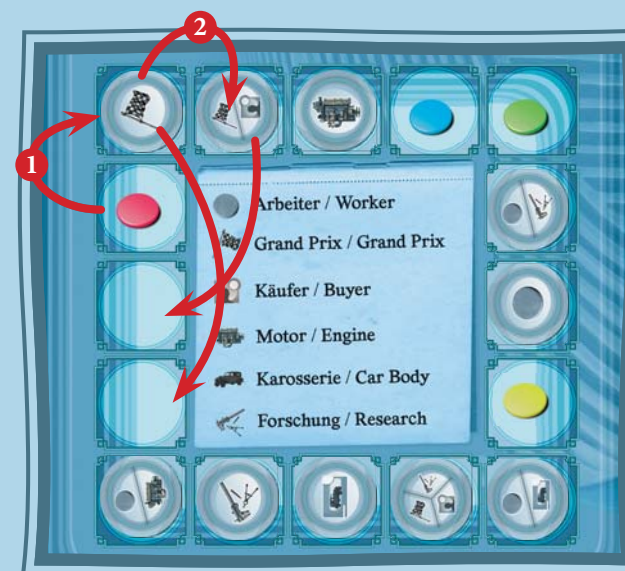 2
1
Arbeiter / Worker
Grand Prix / Grand Prix
Käufer / Buyer
Motor / Engine
Karosserie / Car Body
Forschung / Research